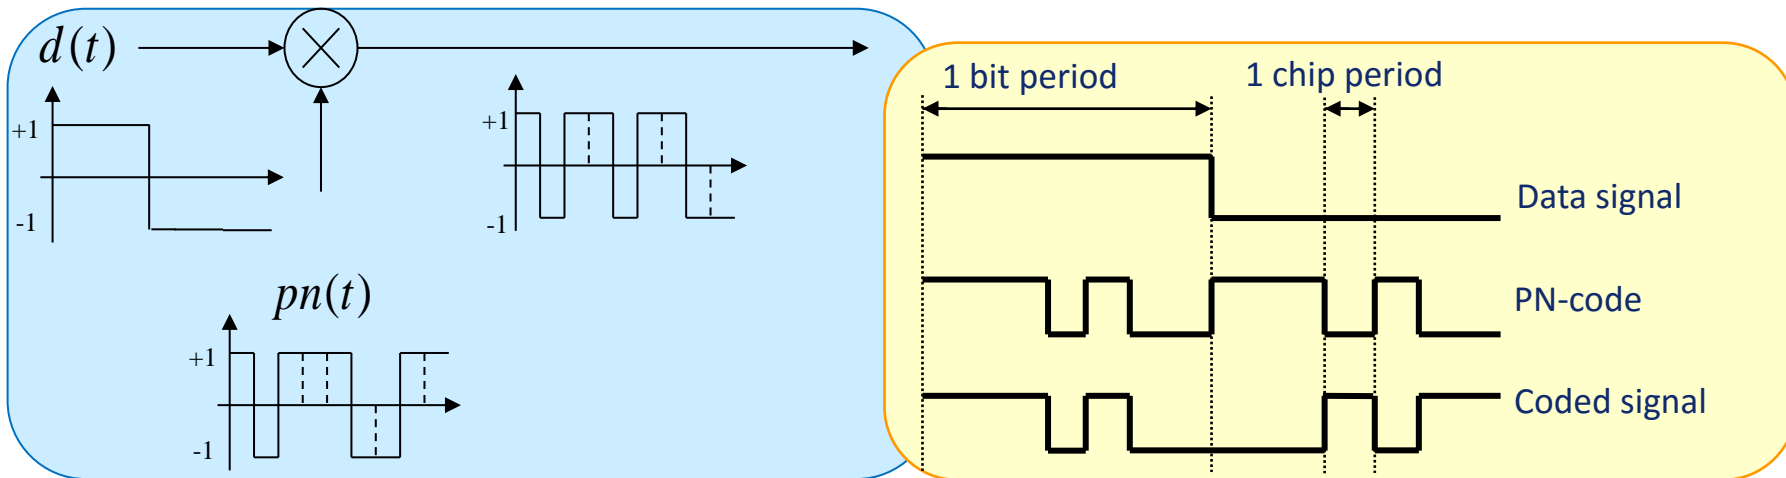 d(t)
+1
-1
+1
-1
pn(t)
+1
-1
1 bit period
1 chip period
Data signal
PN-code
Coded signal